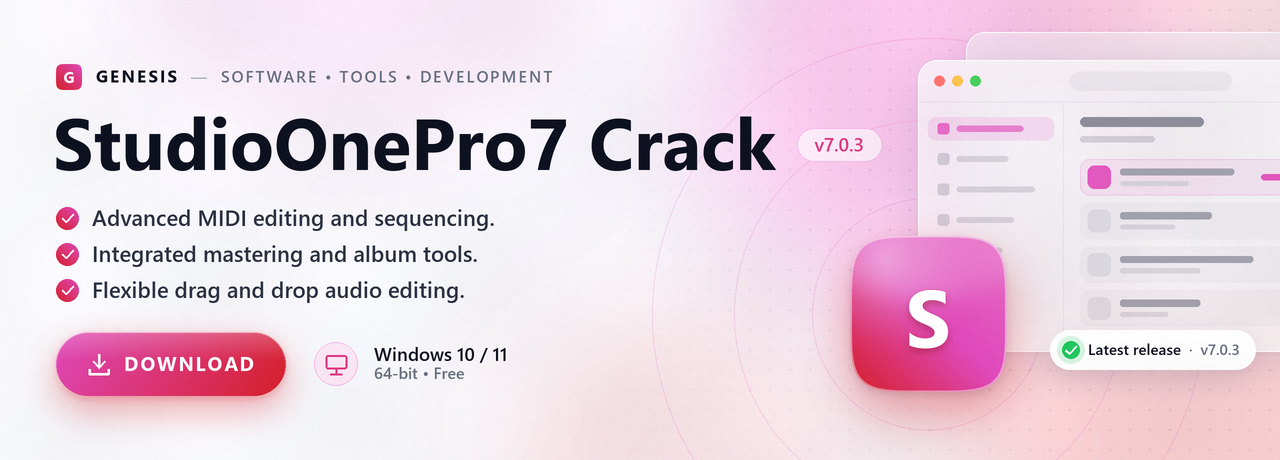 G GENESIS — SOFTWARE • TOOLS • DEVELOPMENT
StudioOnePro7 Crack v7.0.3
Advanced MIDI editing and sequencing.
Integrated mastering and album tools.
Flexible drag and drop audio editing.
DOWNLOAD
Windows 10 / 11
64-bit • Free
S
Latest release · v7.0.3